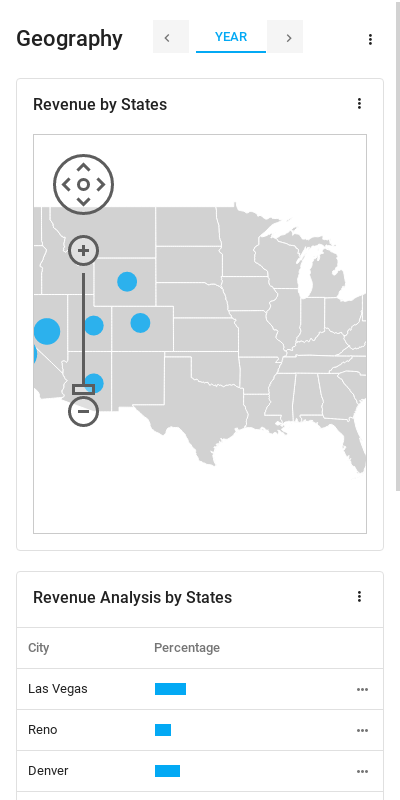 Geography
YEAR
Revenue by States
Revenue Analysis by States
City Percentage
Las Vegas
Reno
Denver